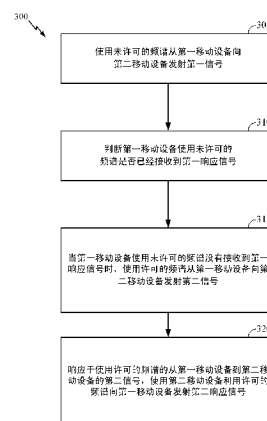 300
305
使用未许可的频谱从第一移动设备向
第二移动设备发射第一信号
310
判断第一移动设备使用未许可的
频谱是否已经接收到第一响应信号
315
当第一移动设备使用未许可的频谱没有接收到第一
响应信号时，使用许可的频谱从第一移动设备向第
二移动设备发射第二信号
320
响应于使用许可的频谱的从第一移动设备到第二移
动设备的第二信号，使用第二移动设备利用许可的
频谱向第一移动设备发射第二响应信号